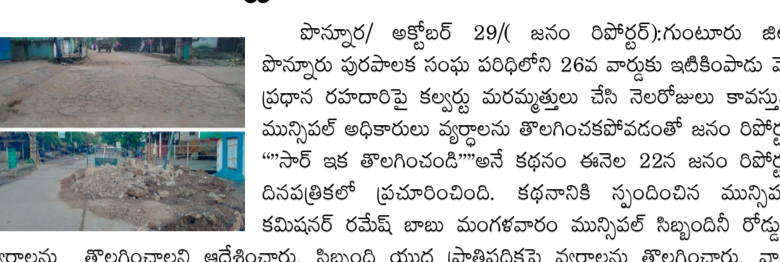 పొన్నూర/ అక్టోబర్ 29/( జనం రిపోర్టర్):గుంటూరు
పొన్నూరు పురపాలక సంఘ పరిధిలోని 26వ వార్డుకు ఇటికింపాడు
ప్రధాన రహదారిపై కల్వర్టు మరమ్మత్తులు చేసి నెలరోజులు
మున్సిపల్ అధికారులు వ్యర్ధాలను తొలగించకపోవడంతో జనం
“”సార్ ఇక తొలగించండి””అనే కథనం ఈనెల 22న జనం
దినపత్రికలో ప్రచూరించింది. కథనానికి స్పందించిన
కమిషనర్ రమేష్ బాబు మంగళవారం మున్సిపల్ సిబ్బందినీ
తొలగించాలని ఆదేశించారు. సిబ్బంది యుద్ధ ప్రాతిపదికపై వ్యర్ధాలను తొలగించారు.